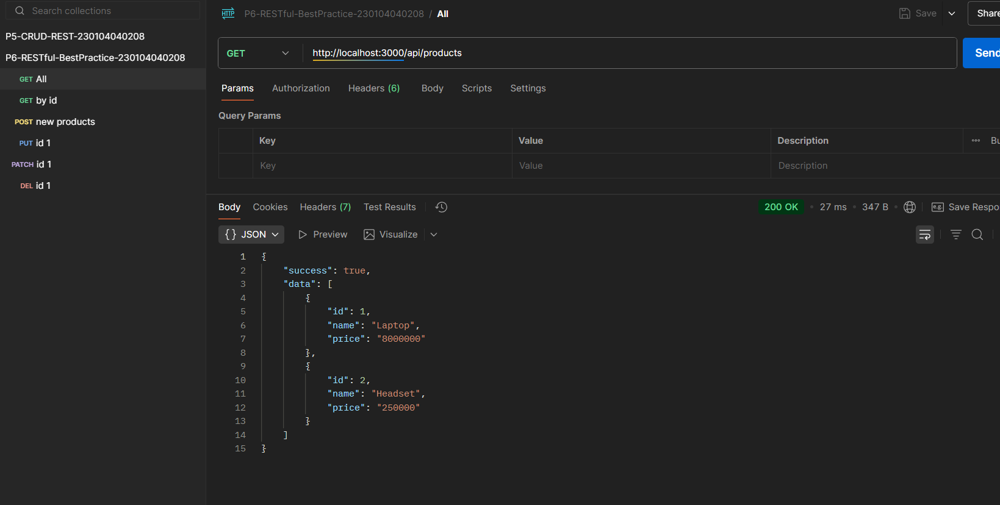 Search collections
P5-CRUD-REST-230104040208
P6-RESTful-BestPractice-230104040208
GET All
GET by id
POST new products
PUT id 1
PATCH id 1
DEL id 1
HTTP P6-RESTful-BestPractice-230104040208 / All
Save
Share
GET http://localhost:3000/api/products
Send
Params Authorization Headers (6) Body Scripts Settings
Query Params
Key Value Description Bu
Key Value Description
Body Cookies Headers (7) Test Results
200 OK • 27 ms • 347 B • e.g. Save Respo
{} JSON Preview Visualize
1 {
2 "success": true,
3 "data": [
4 {
5 "id": 1,
6 "name": "Laptop",
7 "price": "8000000"
8 },
9 {
10 "id": 2,
11 "name": "Headset",
12 "price": "250000"
13 }
14 ]
15 }